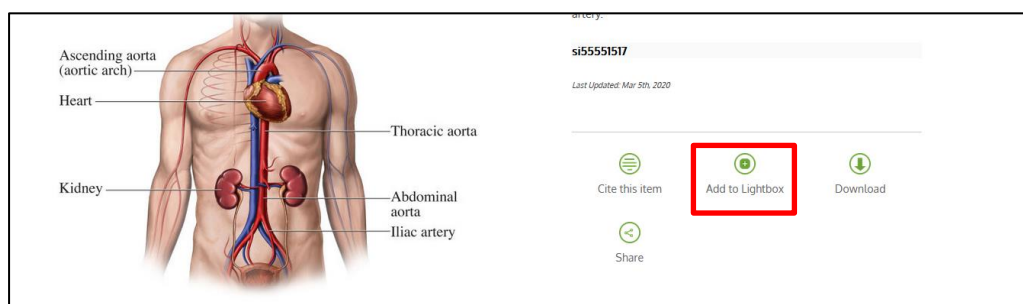 Ascending aorta
(aortic arch)
Heart
Thoracic aorta
Kidney
Abdominal
aorta
Iliac artery
artery.
si55551517
Last Updated: Mar 5th, 2020
Cite this item
Add to Lightbox
Download
Share